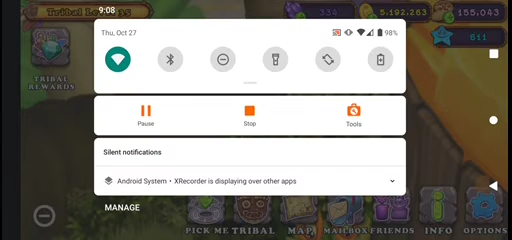 Tribal Level 35
9:08
334
5,192,263
155,043
Thu, Oct 27
98%
611
TRIBAL
REWARDS
Pause
Stop
Tools
Silent notifications
Android System • XRecorder is displaying over other apps
MANAGE
PICK ME
TRIBAL
MAP
MAILBOX
FRIENDS
INFO
OPTIONS